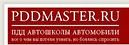 PDDMASTER.RU
ПДД АВТОШКОЛЫ АВТОМОБИЛИ
все о чем вы хотели узнать, но боялись спросить